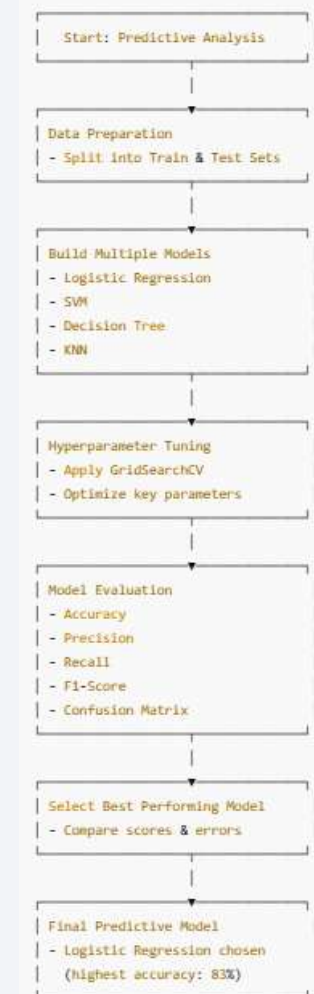 Start: Predictive Analysis
Data Preparation
- Split into Train & Test Sets
Build Multiple Models
- Logistic Regression
- SVM
- Decision Tree
- KNN
Hyperparameter Tuning
- Apply GridSearchCV
- Optimize key parameters
Model Evaluation
- Accuracy
- Precision
- Recall
- F1-Score
- Confusion Matrix
Select Best Performing Model
- Compare scores & errors
Final Predictive Model
- Logistic Regression chosen
(highest accuracy: 83%)